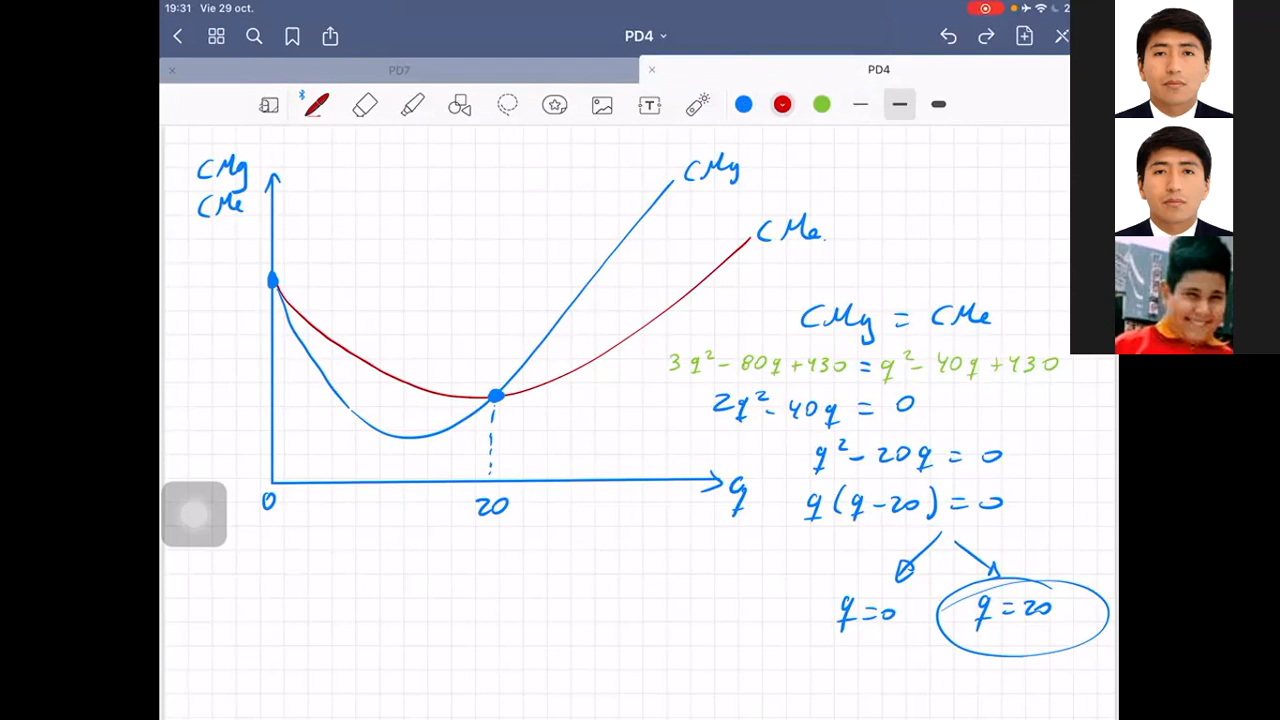 19:31 Vie 29 oct.
2
PD4
PD7
PD4
T
CMg
CMe
CMg
CMe.
0
20
q
CMg = CMe
3q² - 80q + 430 = q² - 40q + 430
2q² - 40q = 0
q² - 20q = 0
q(q - 20) = 0
q = 0
q = 20